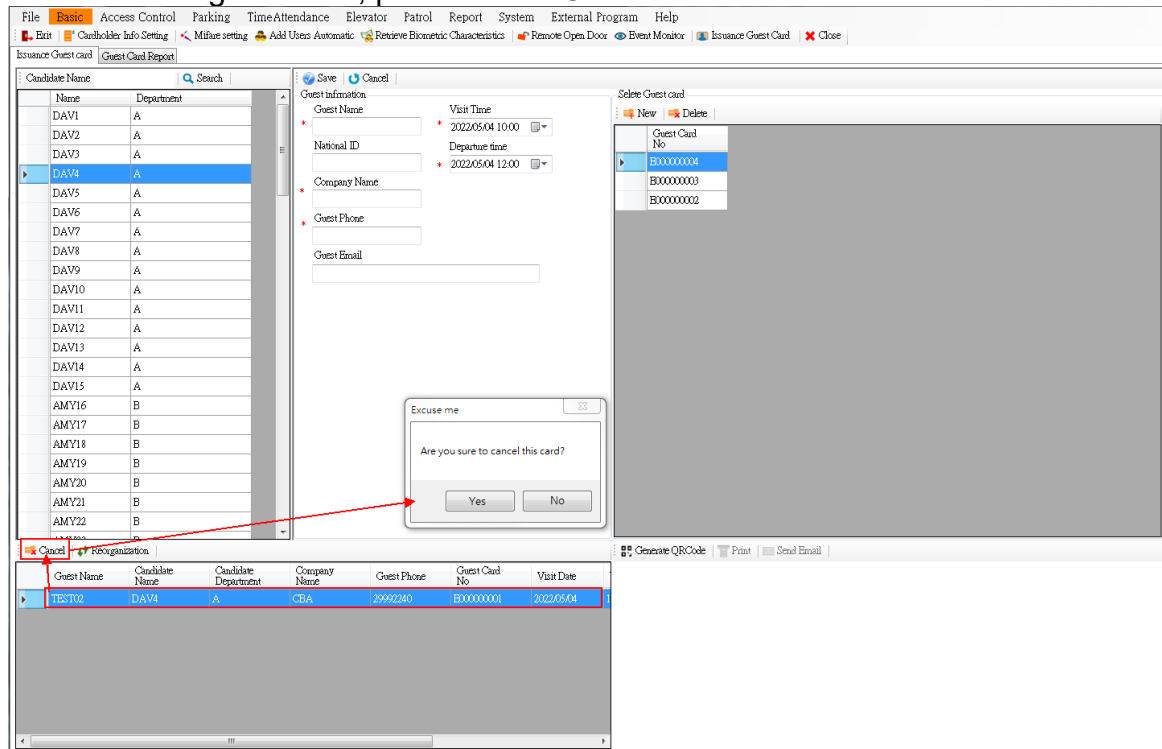 File Basic Access Control Parking TimeAttendance Elevator Patrol Report System External Program Help
Exit Cardholder Info Setting Mifare setting Add Users Automatic Retrieve Biometric Characteristics Remote Open Door Event Monitor Issuance Guest Card Close
Issuance Guest card Guest Card Report
Candidate Name Search
Name Department
DAV1 A
DAV2 A
DAV3 A
DAV4 A
DAV5 A
DAV6 A
DAV7 A
DAV8 A
DAV9 A
DAV10 A
DAV11 A
DAV12 A
DAV13 A
DAV14 A
DAV15 A
AMY16 B
AMY17 B
AMY18 B
AMY19 B
AMY20 B
AMY21 B
AMY22 B
Save Cancel
Guest infrmation
Guest Name Visit Time
* * 2022/05/04 10:00
National ID Departure time
* 2022/05/04 12:00
Company Name
*
Guest Phone
*
Guest Email
Selete Guest card
New Delete
Guest Card
No
E00000004
E00000003
E00000002
Excuse me
Are you sure to cancel this card?
Yes No
Cancel Reorganization
Guest Name Candidate Name Candidate Department Company Name Guest Phone Guest Card No Visit Date
TEST02 DAV4 A CBA 29992240 E00000001 2022/05/04
Generate QRCode Print Send Email